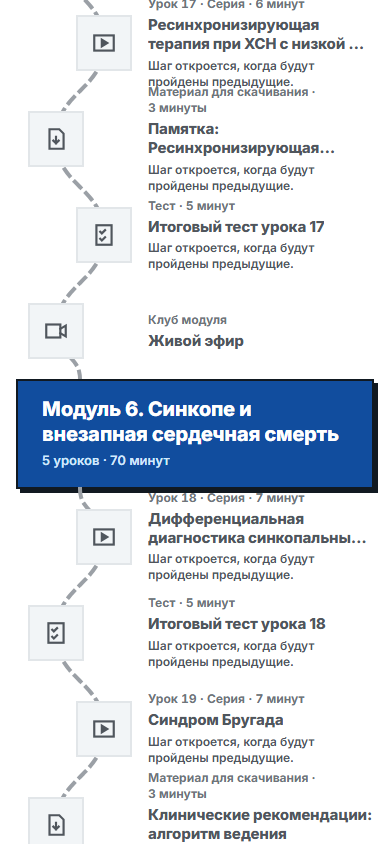 Урок 17 · Серия · 6 минут
Ресинхронизирующая
терапия при ХСН с низкой ...
Шаг откроется, когда будут
пройдены предыдущие.
Материал для скачивания ·
3 минуты
Памятка:
Ресинхронизирующая...
Шаг откроется, когда будут
пройдены предыдущие.
Тест · 5 минут
Итоговый тест урока 17
Шаг откроется, когда будут
пройдены предыдущие.
Клуб модуля
Живой эфир
Модуль 6. Синкопе и
внезапная сердечная смерть
5 уроков · 70 минут
Урок 18 · Серия · 7 минут
Дифференциальная
диагностика синкопальны...
Шаг откроется, когда будут
пройдены предыдущие.
Тест · 5 минут
Итоговый тест урока 18
Шаг откроется, когда будут
пройдены предыдущие.
Урок 19 · Серия · 7 минут
Синдром Бругада
Шаг откроется, когда будут
пройдены предыдущие.
Материал для скачивания ·
3 минуты
Клинические рекомендации:
алгоритм ведения